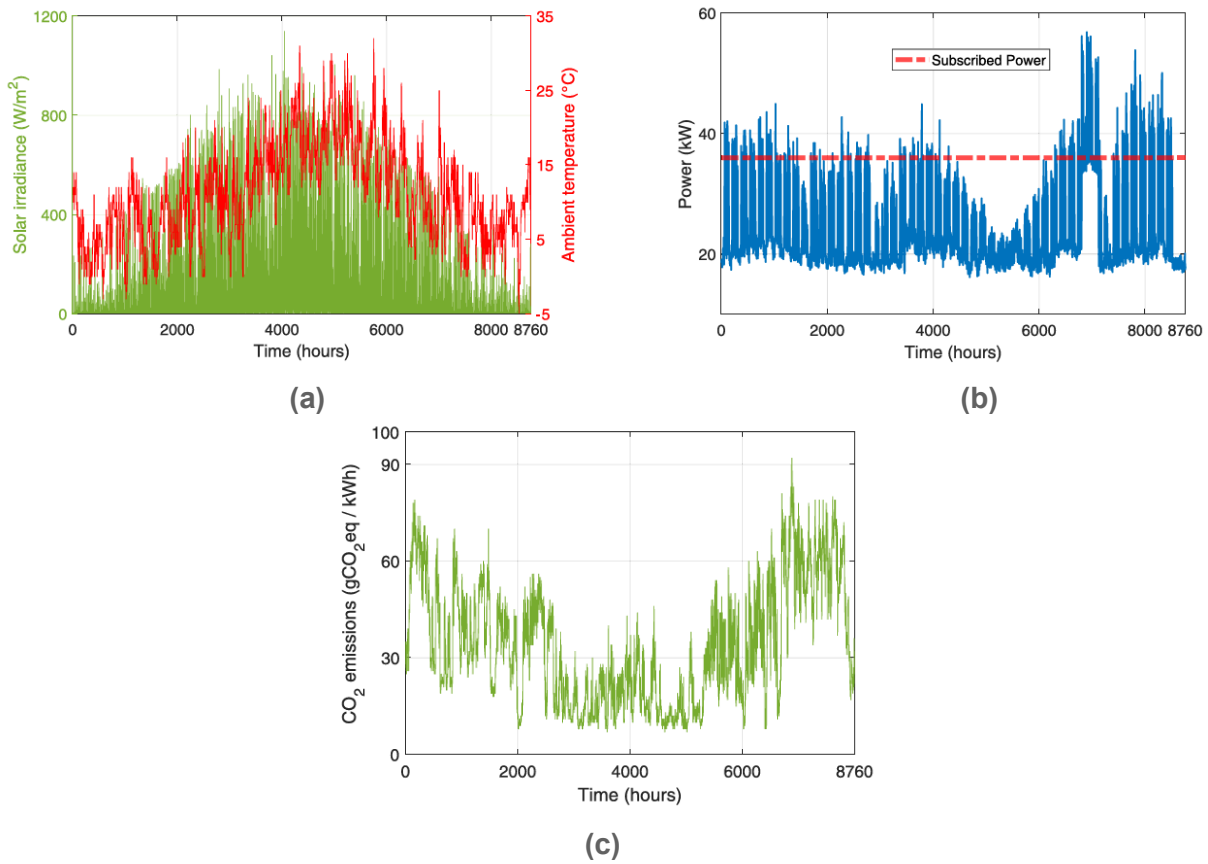 1200
800
400
0
Solar irradiance (W/m²)
35
25
15
5
-5
Ambient temperature (°C)
0 2000 4000 6000 8000 8760
Time (hours)
(a)
60
40
20
Power (kW)
Subscribed Power
0 2000 4000 6000 8000 8760
Time (hours)
(b)
100
90
60
30
0
CO₂ emissions (gCO₂eq / kWh)
0 2000 4000 6000 8760
Time (hours)
(c)